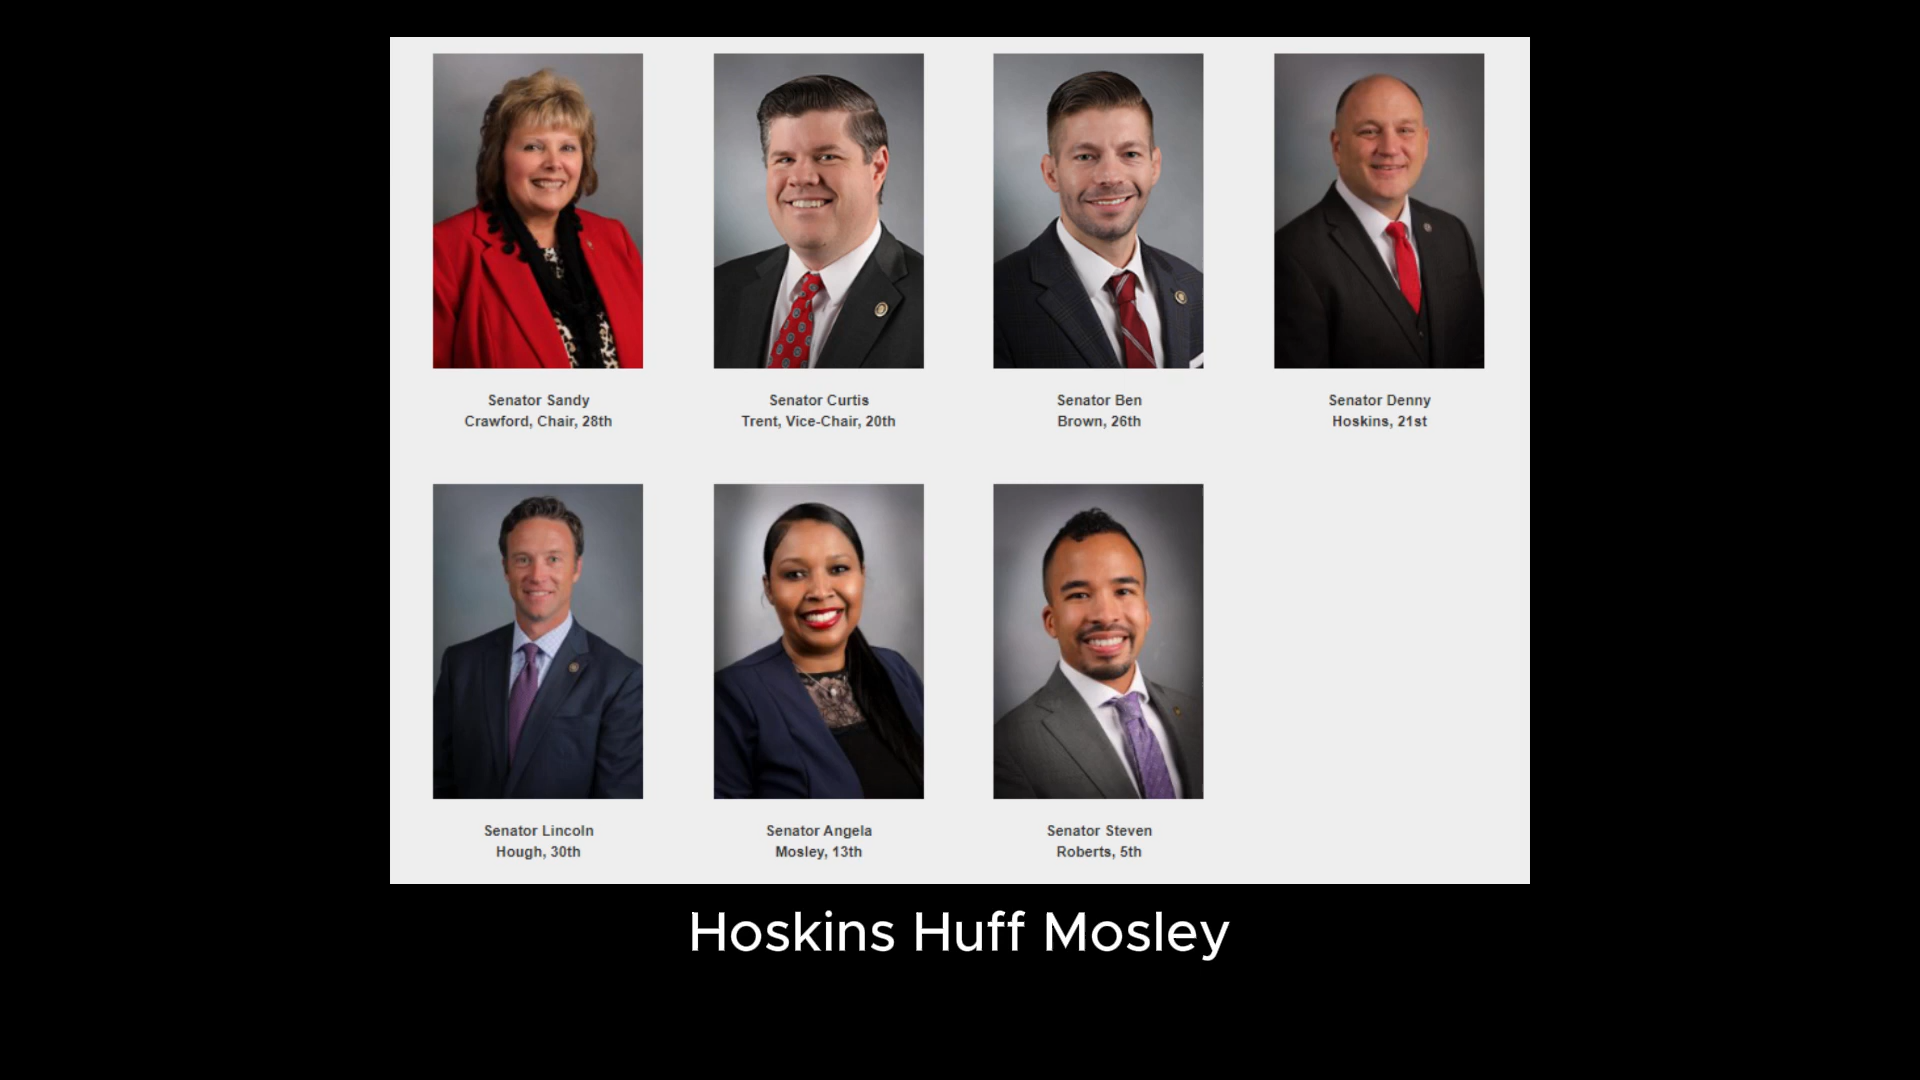 Senator Sandy
Crawford, Chair, 28th
Senator Curtis
Trent, Vice-Chair, 20th
Senator Ben
Brown, 26th
Senator Denny
Hoskins, 21st
Senator Lincoln
Hough, 30th
Senator Angela
Mosley, 13th
Senator Steven
Roberts, 5th
Hoskins Huff Mosley